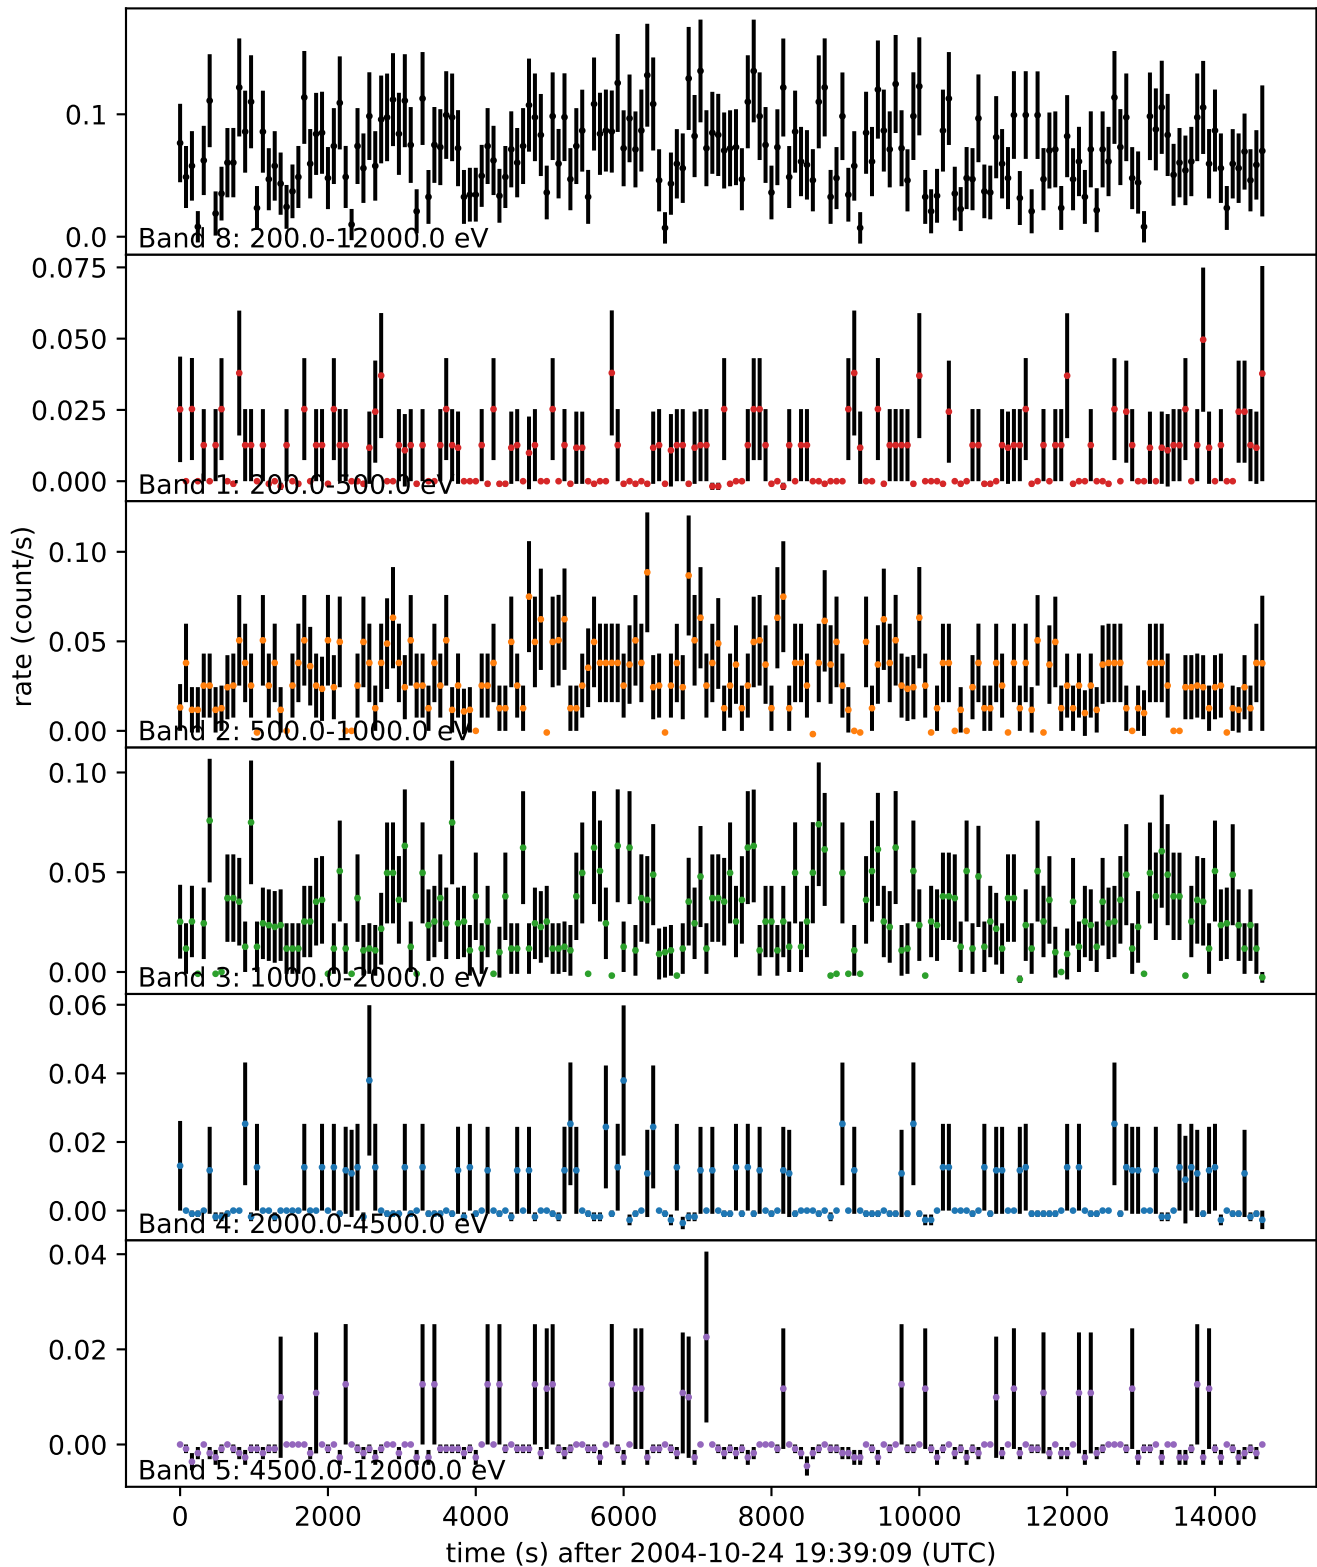 0.1
0.0
Band 8: 200.0-12000.0 eV
0.075
0.050
0.025
0.000
Band 1: 200.0-500.0 eV
rate (count/s)
0.10
0.05
0.00
Band 2: 500.0-1000.0 eV
0.10
0.05
0.00
Band 3: 1000.0-2000.0 eV
0.06
0.04
0.02
0.00
Band 4: 2000.0-4500.0 eV
0.04
0.02
0.00
Band 5: 4500.0-12000.0 eV
0 2000 4000 6000 8000 10000 12000 14000
time (s) after 2004-10-24 19:39:09 (UTC)